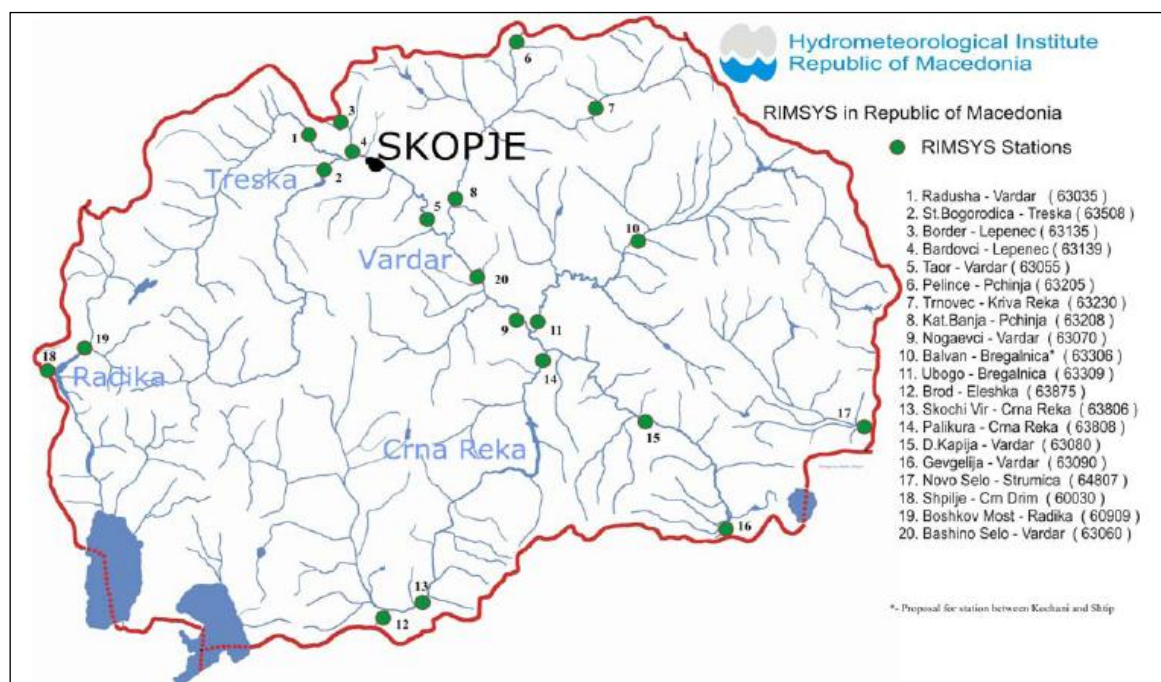 Hydrometeorological Institute
Republic of Macedonia
RIMSYS in Republic of Macedonia
RIMSYS Stations
1. Radusha - Vardar ( 63035 )
2. St.Bogorodica - Treska ( 63508 )
3. Border - Lepenec ( 63135 )
4. Bardovci - Lepenec ( 63139 )
5. Taor - Vardar ( 63055 )
6. Pelince - Pchinja ( 63205 )
7. Trnovec - Kriva Reka ( 63230 )
8. Kat.Banja - Pchinja ( 63208 )
9. Nogaevci - Vardar ( 63070 )
10. Balvan - Bregalnica* ( 63306 )
11. Ubogo - Bregalnica ( 63309 )
12. Brod - Eleshka ( 63875 )
13. Skochi Vir - Crna Reka ( 63806 )
14. Palikura - Crna Reka ( 63808 )
15. D.Kapija - Vardar ( 63080 )
16. Gevgelija - Vardar ( 63090 )
17. Novo Selo - Strumica ( 64807 )
18. Shpilje - Crn Drim ( 60030 )
19. Boshkov Most - Radika ( 60909 )
20. Bashino Selo - Vardar ( 63060 )
*- Proposal for station between Kochani and Shtip
6
7
3
1
4
SKOPJE
Treska
2
8
5
10
Vardar
20
9
11
19
18
Radika
14
17
15
Crna Reka
16
13
12